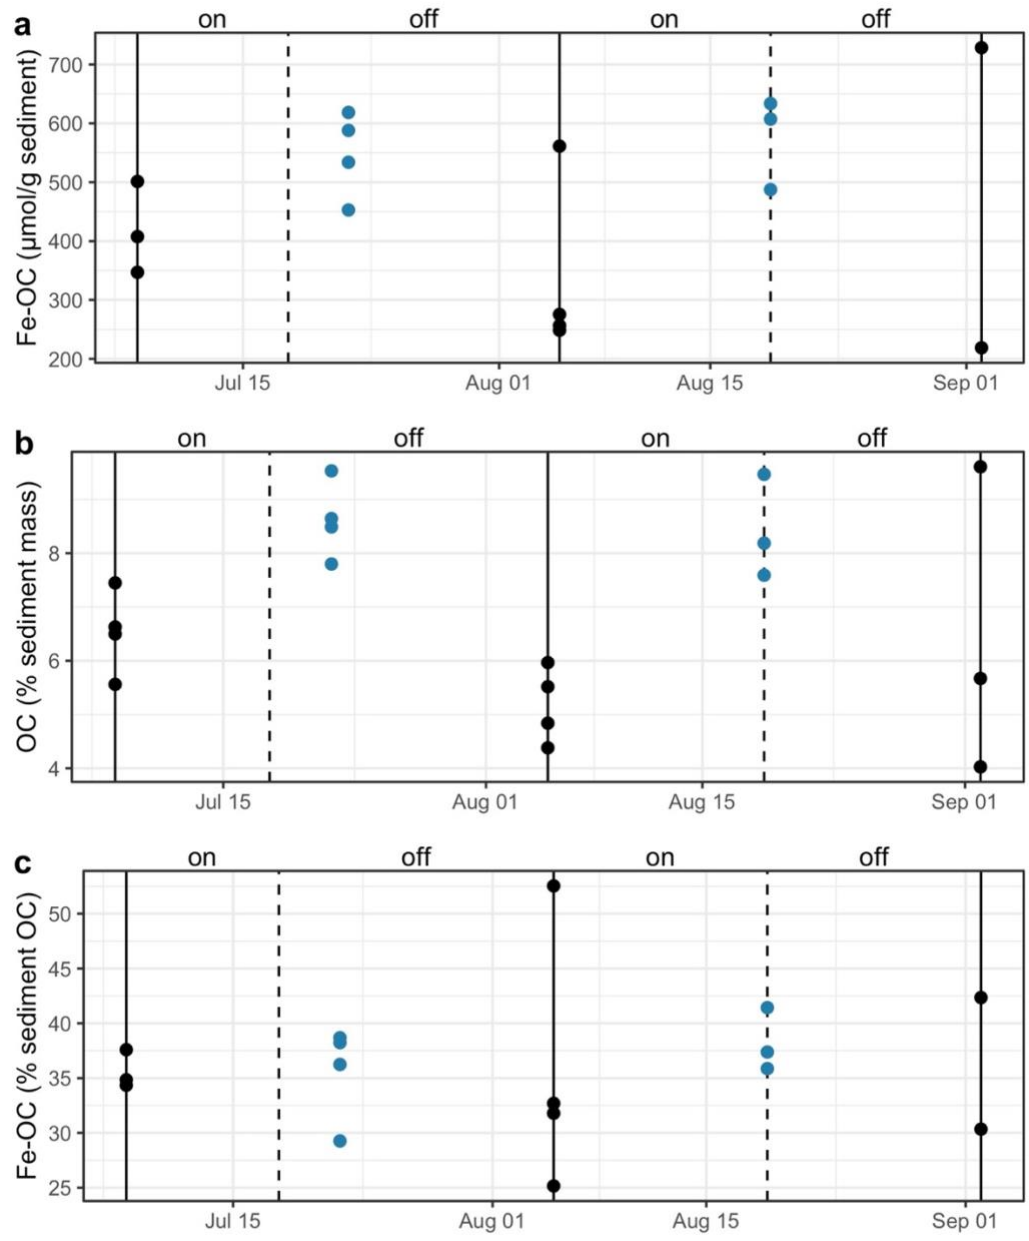 a
on off on off
Fe-OC (μmol/g sediment)
700
600
500
400
300
200
Jul 15 Aug 01 Aug 15 Sep 01
b
on off on off
OC (% sediment mass)
8
6
4
Jul 15 Aug 01 Aug 15 Sep 01
c
on off on off
Fe-OC (% sediment OC)
50
45
40
35
30
25
Jul 15 Aug 01 Aug 15 Sep 01